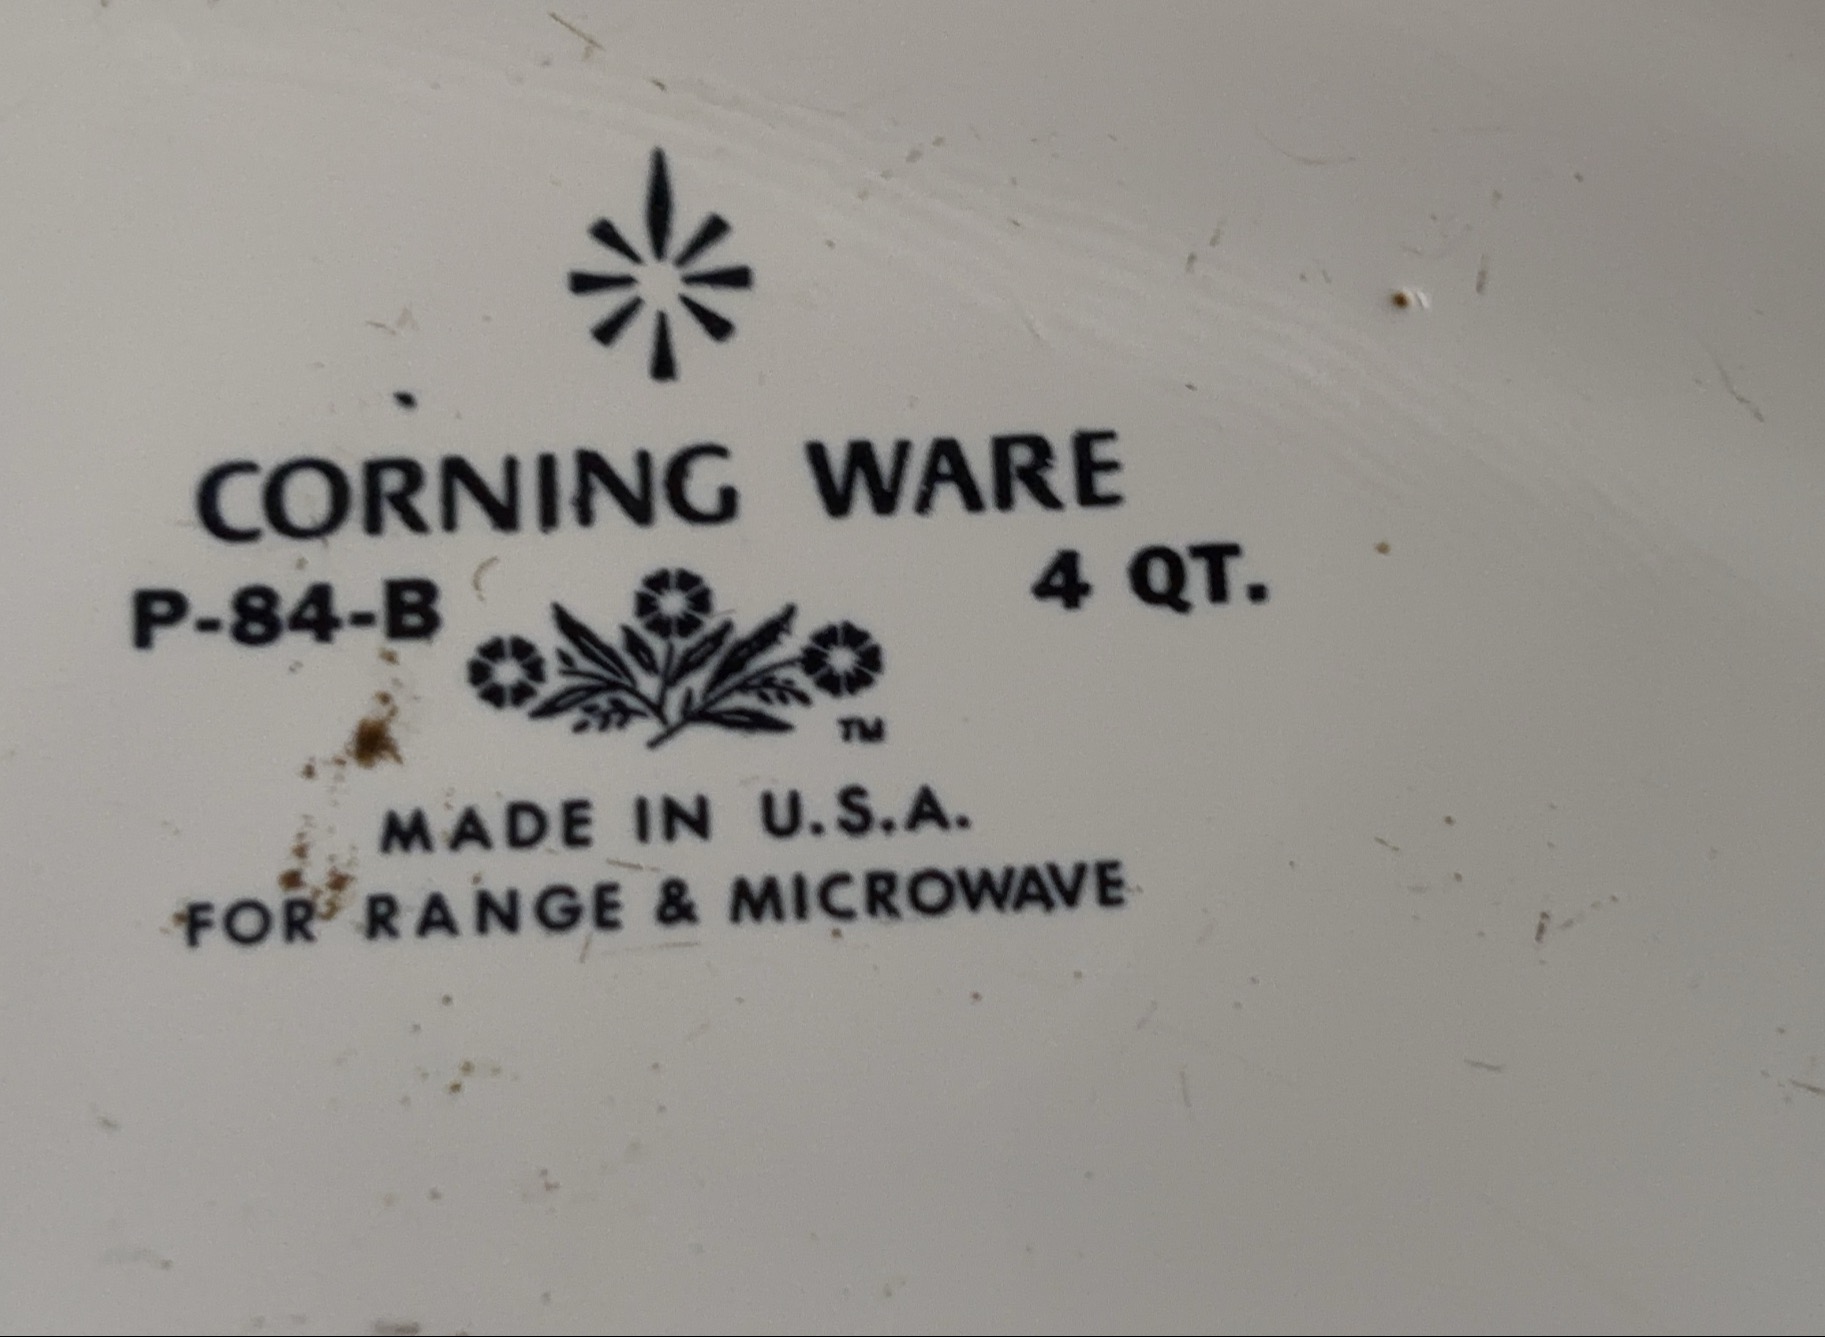 CORNING WARE
P-84-B 4 QT.
TM
MADE IN U.S.A.
FOR RANGE & MICROWAVE